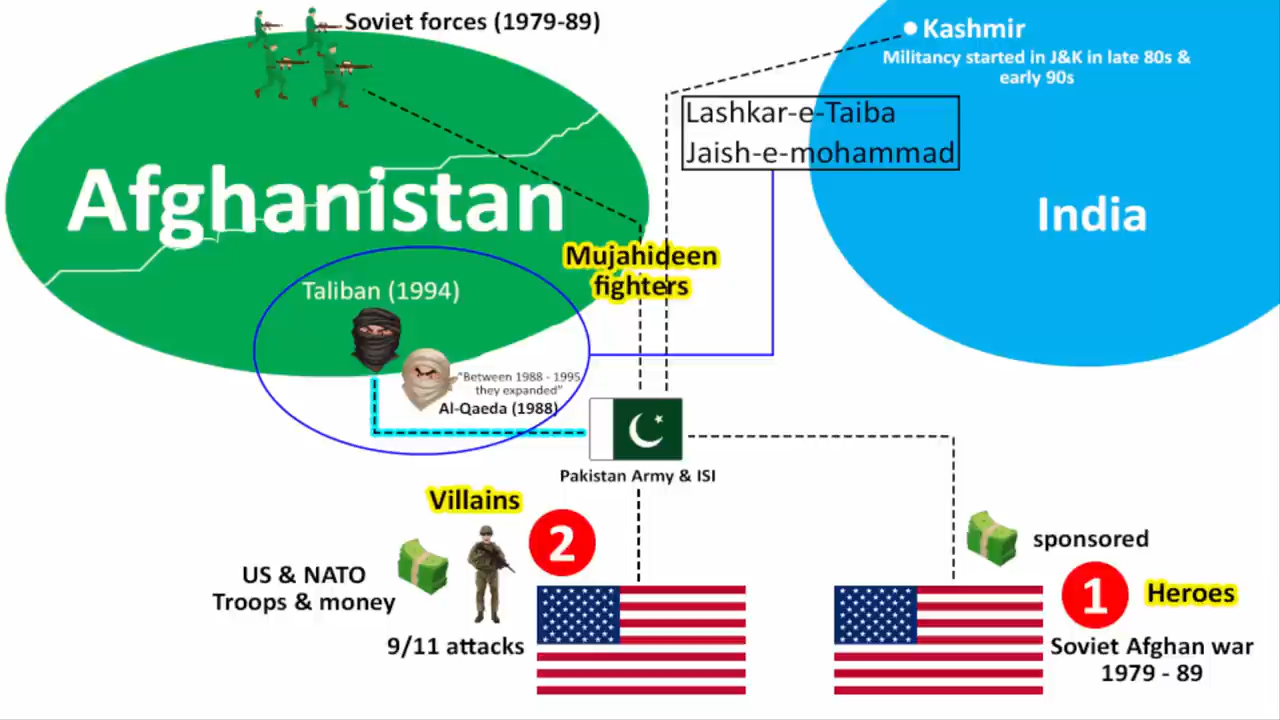 Soviet forces (1979-89)
Kashmir
Militancy started in J&K in late 80s &
early 90s
Lashkar-e-Taiba
Jaish-e-mohammad
Afghanistan
India
Mujahideen
fighters
Taliban (1994)
"Between 1988 - 1995
they expanded"
Al-Qaeda (1988)
Pakistan Army & ISI
Villains
2
US & NATO
Troops & money
9/11 attacks
sponsored
1
Heroes
Soviet Afghan war
1979 - 89